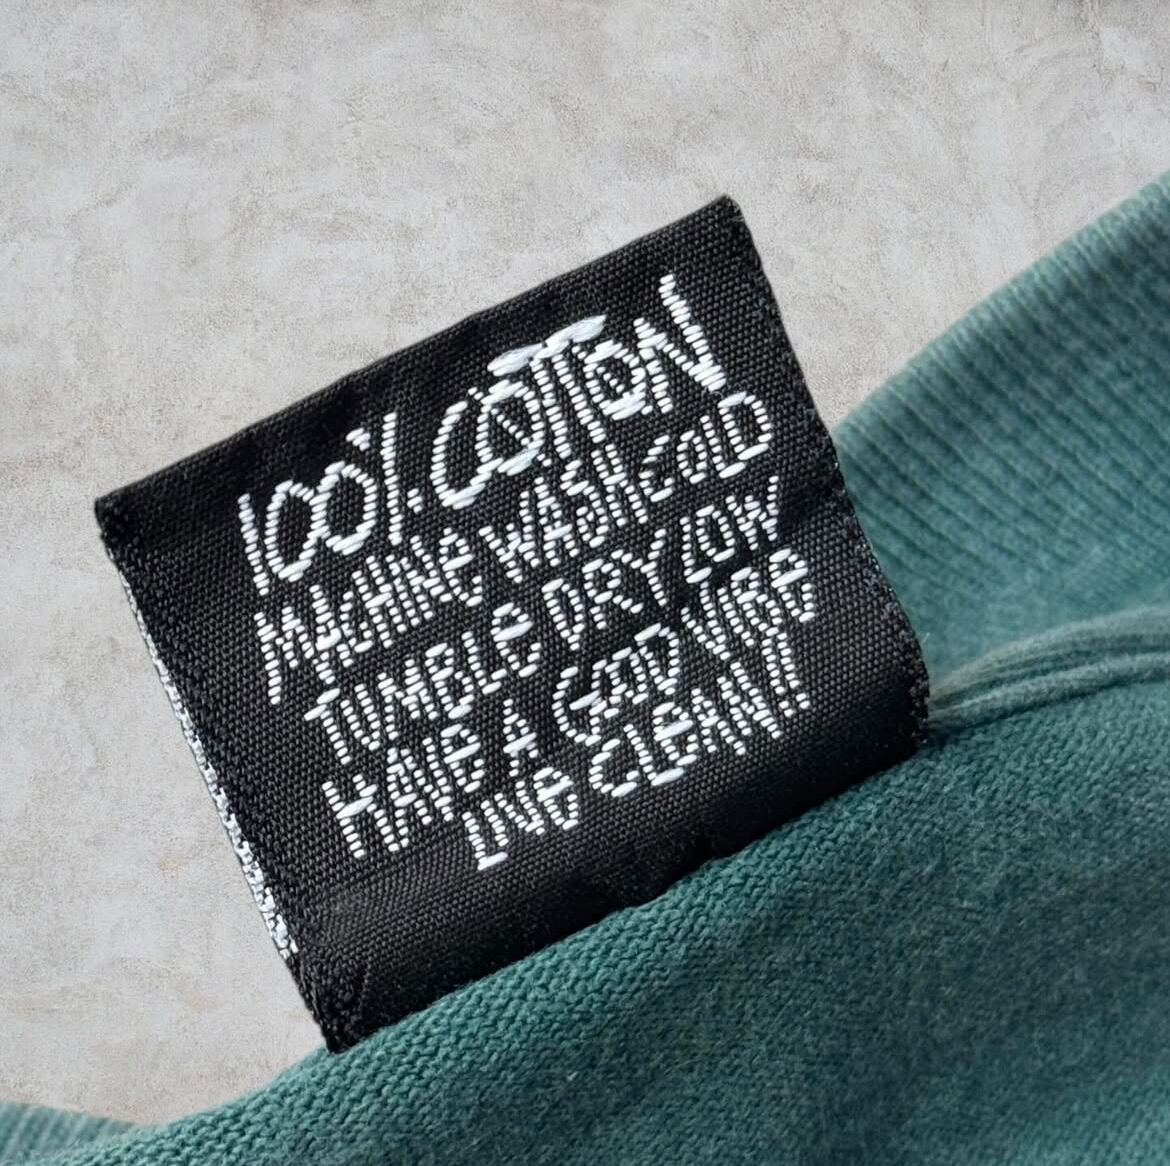 100% COTTON
MACHINE WASH COLD
TUMBLE DRY LOW
HAVE A GOOD VIBE
LIVE CLEAN!!